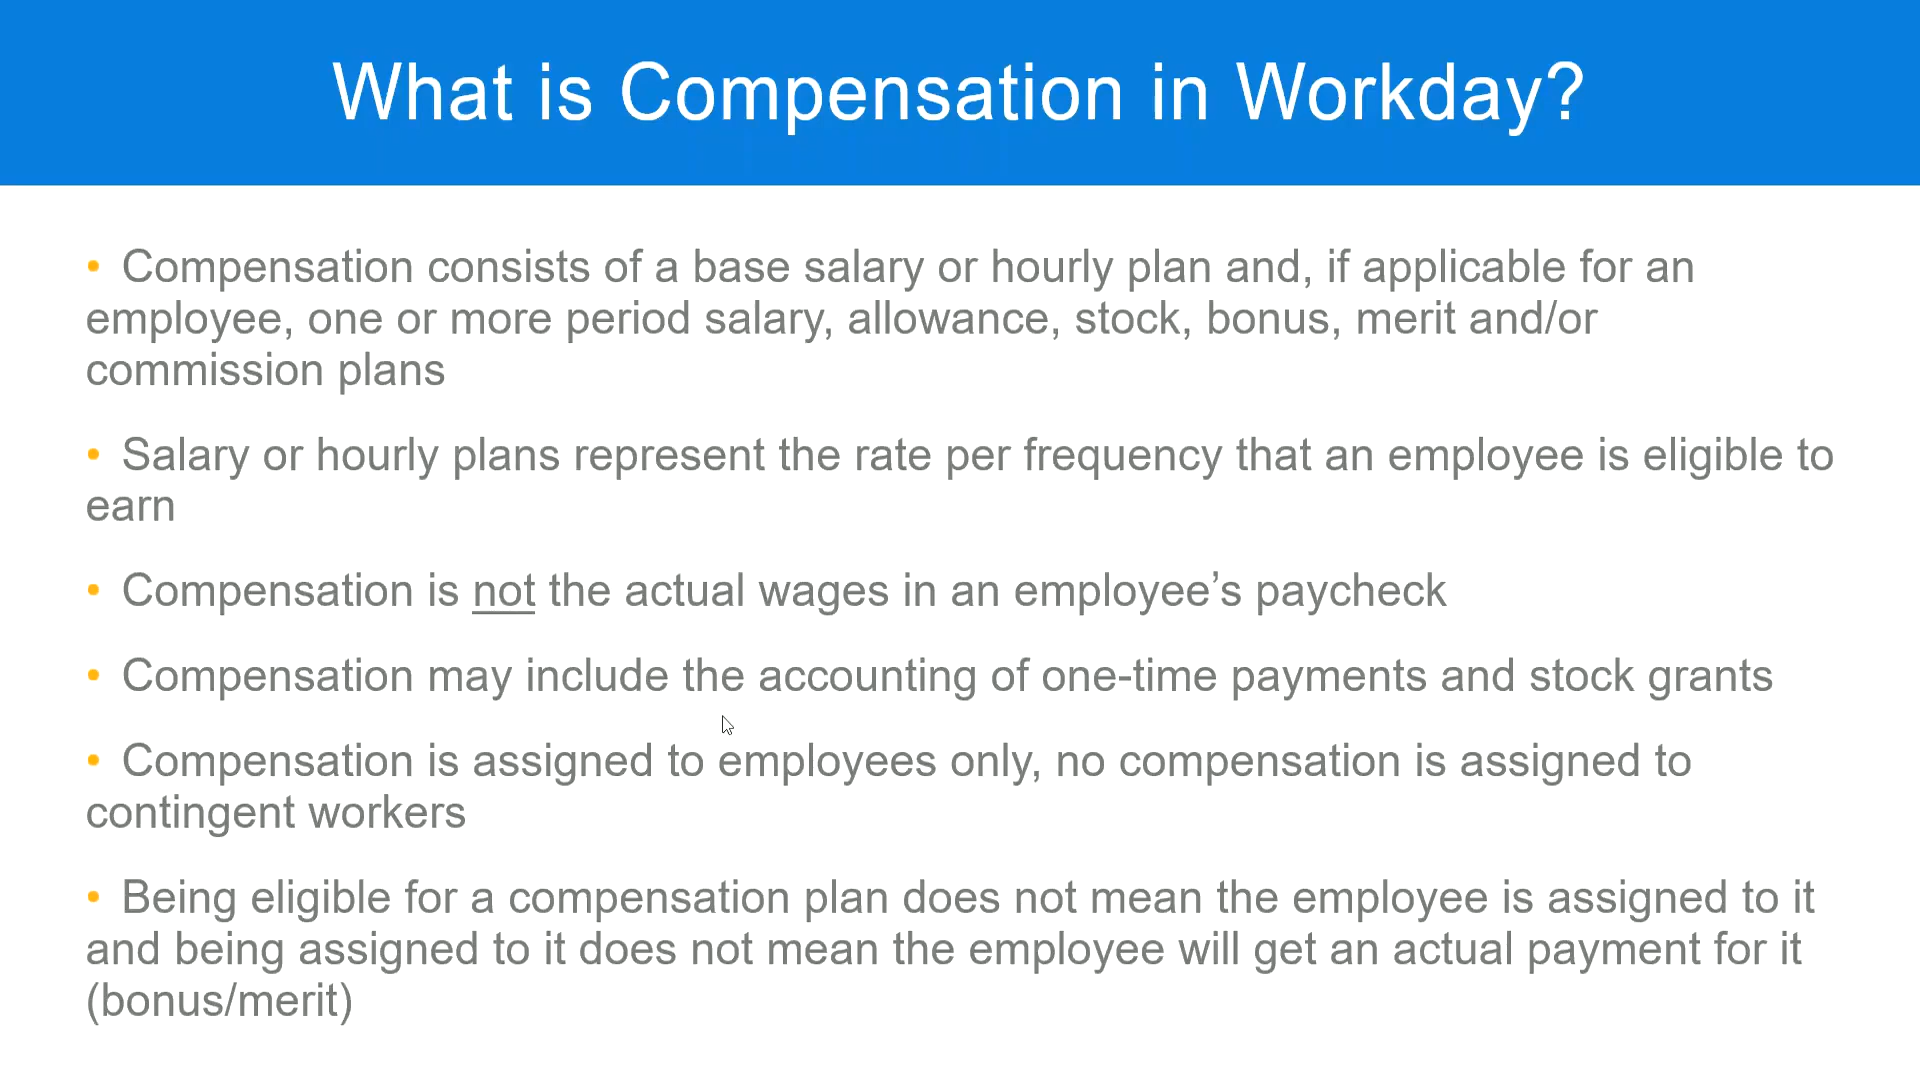 What is Compensation in Workday?
• Compensation consists of a base salary or hourly plan and, if applicable for an
employee, one or more period salary, allowance, stock, bonus, merit and/or
commission plans
• Salary or hourly plans represent the rate per frequency that an employee is eligible to
earn
• Compensation is not the actual wages in an employee’s paycheck
• Compensation may include the accounting of one-time payments and stock grants
• Compensation is assigned to employees only, no compensation is assigned to
contingent workers
• Being eligible for a compensation plan does not mean the employee is assigned to it
and being assigned to it does not mean the employee will get an actual payment for it
(bonus/merit)